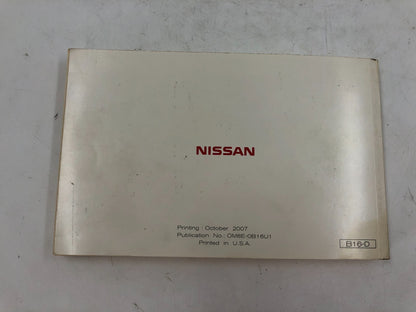 NISSAN
Printing : October 2007
Publication No.: OM8E-0B16U1
Printed in U.S.A.
B16-D